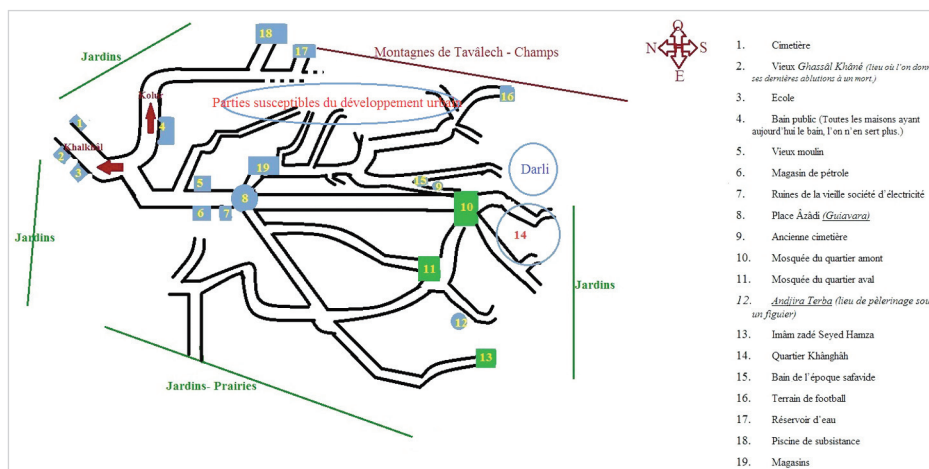 18
17
Jardins
Montagnes de Tavâlech - Champs
O
N
S
E
Kolur
Parties susceptibles du développement urbain
16
1
4
Khalkhâl
2
3
5
19
15
9
Darli
6
7
8
10
14
Jardins
11
Jardins
12
13
Jardins- Prairies
1. Cimetière
2. Vieux Ghassâl Khâné (lieu où l'on donn
ses dernières ablutions à un mort.)
3. Ecole
4. Bain public (Toutes les maisons ayant
aujourd'hui le bain, l'on n'en sert plus.)
5. Vieux moulin
6. Magasin de pétrole
7. Ruines de la vieille société d'électricité
8. Place Âzâdi (Guiavara)
9. Ancienne cimetière
10. Mosquée du quartier amont
11. Mosquée du quartier aval
12. Andjira Terba (lieu de pèlerinage sou
un figuier)
13. Imâm zadé Seyed Hamza
14. Quartier Khânghâh
15. Bain de l'époque safavide
16. Terrain de football
17. Réservoir d'eau
18. Piscine de subsistance
19. Magasins